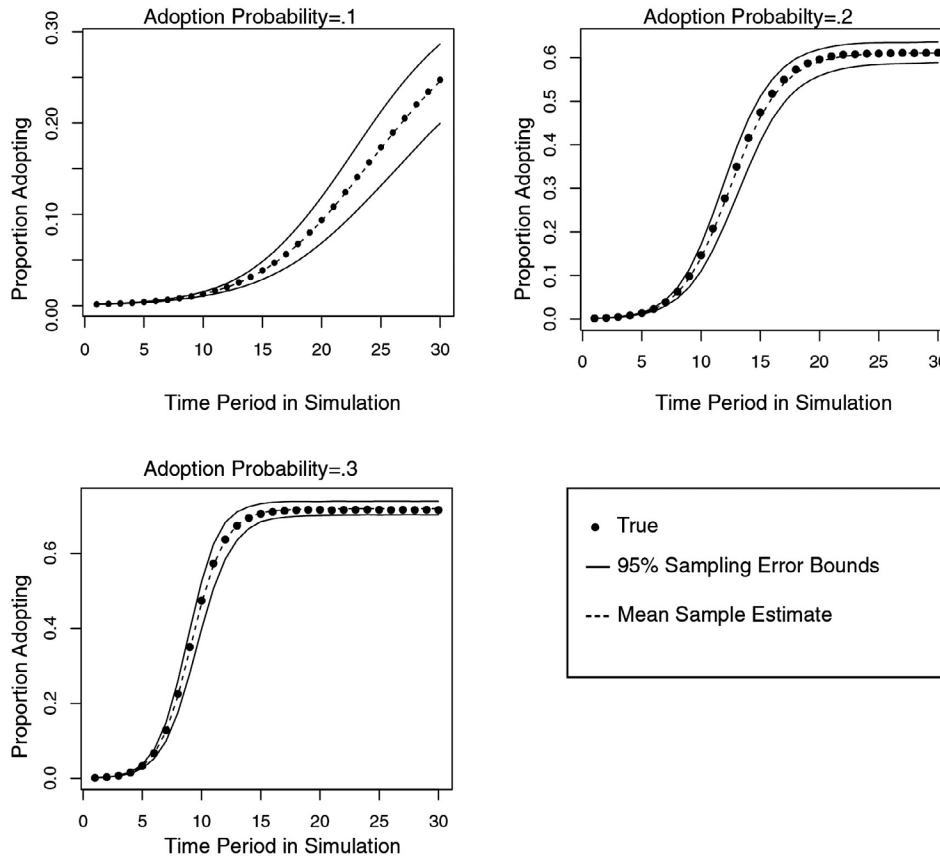 Adoption Probabilty=.1
Proportion Adopting
0.30
0.20
0.10
0.00
0 5 10 15 20 25 30
Time Period in Simulation
Adoption Probability=.2
Proportion Adopting
0.6
0.5
0.4
0.3
0.2
0.1
0.0
0 5 10 15 20 25 30
Time Period in Simulation
Adoption Probability=.3
Proportion Adopting
0.6
0.4
0.2
0.0
0 5 10 15 20 25 30
Time Period in Simulation
True
95% Sampling Error Bounds
Mean Sample Estimate